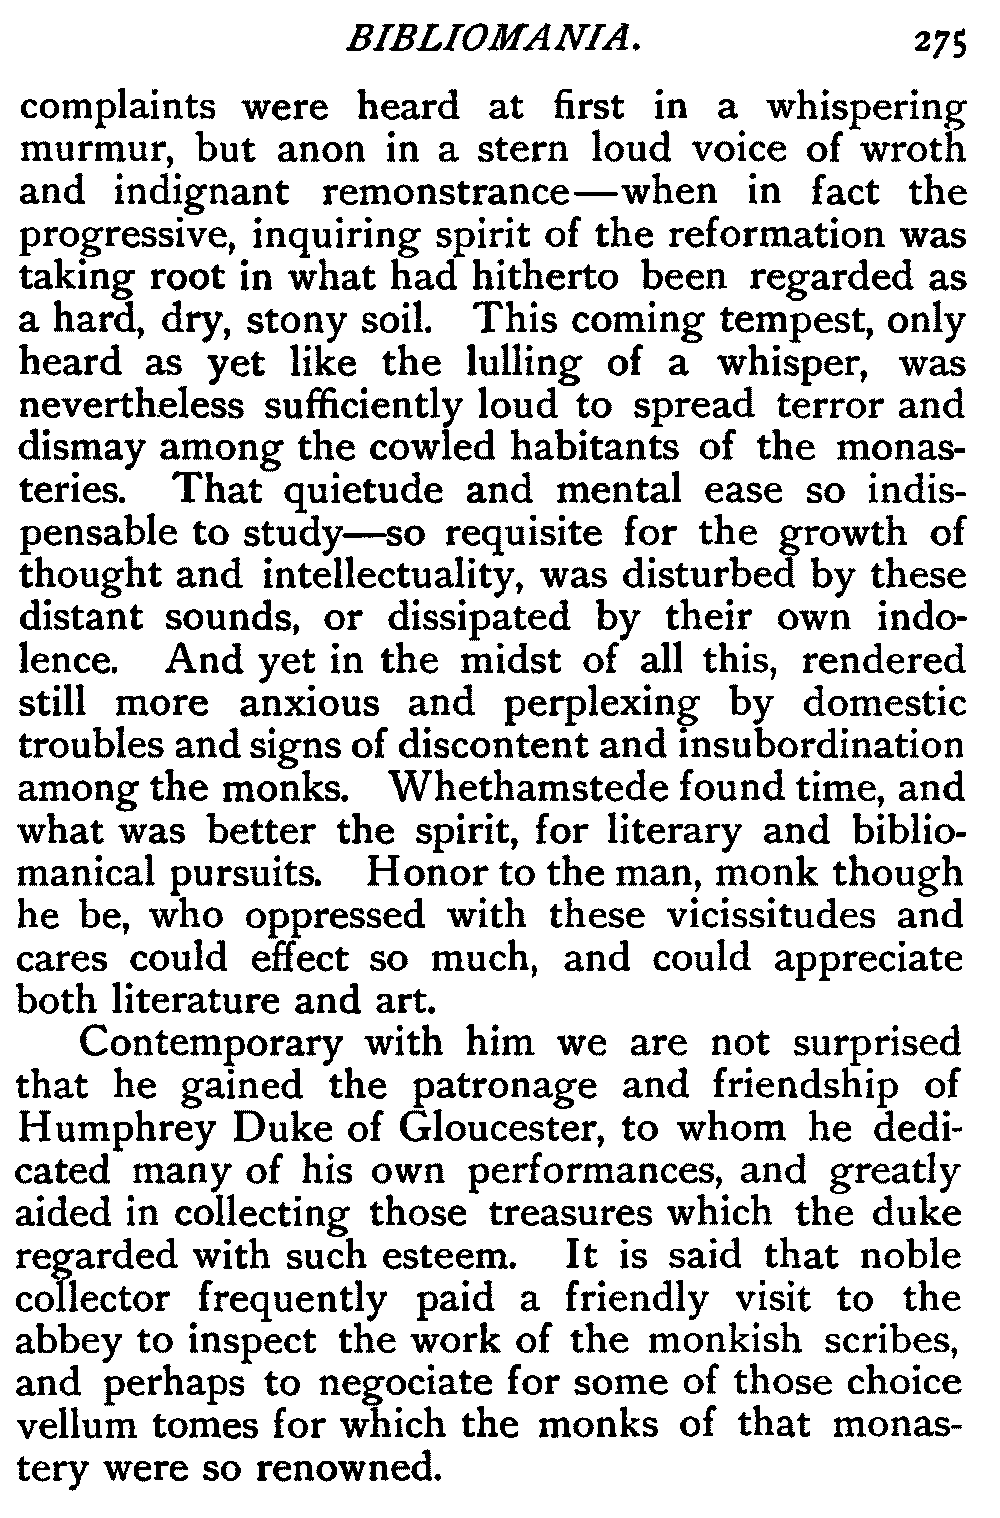 BIBLIOMANIA. 275
complaints were heard at first in a whispering
murmur, but anon in a stern loud voice of wroth
and indignant remonstrance—when in fact the
progressive, inquiring spirit of the reformation was
taking root in what had hitherto been regarded as
a hard, dry, stony soil. This coming tempest, only
heard as yet like the lulling of a whisper, was
nevertheless sufficiently loud to spread terror and
dismay among the cowled habitants of the monas-
teries. That quietude and mental ease so indis-
pensable to study—so requisite for the growth of
thought and intellectuality, was disturbed by these
distant sounds, or dissipated by their own indo-
lence. And yet in the midst of all this, rendered
still more anxious and perplexing by domestic
troubles and signs of discontent and insubordination
among the monks. Whethamstede found time, and
what was better the spirit, for literary and biblio-
manical pursuits. Honor to the man, monk though
he be, who oppressed with these vicissitudes and
cares could effect so much, and could appreciate
both literature and art.
Contemporary with him we are not surprised
that he gained the patronage and friendship of
Humphrey Duke of Gloucester, to whom he dedi-
cated many of his own performances, and greatly
aided in collecting those treasures which the duke
regarded with such esteem. It is said that noble
collector frequently paid a friendly visit to the
abbey to inspect the work of the monkish scribes,
and perhaps to negociate for some of those choice
vellum tomes for which the monks of that monas-
tery were so renowned.